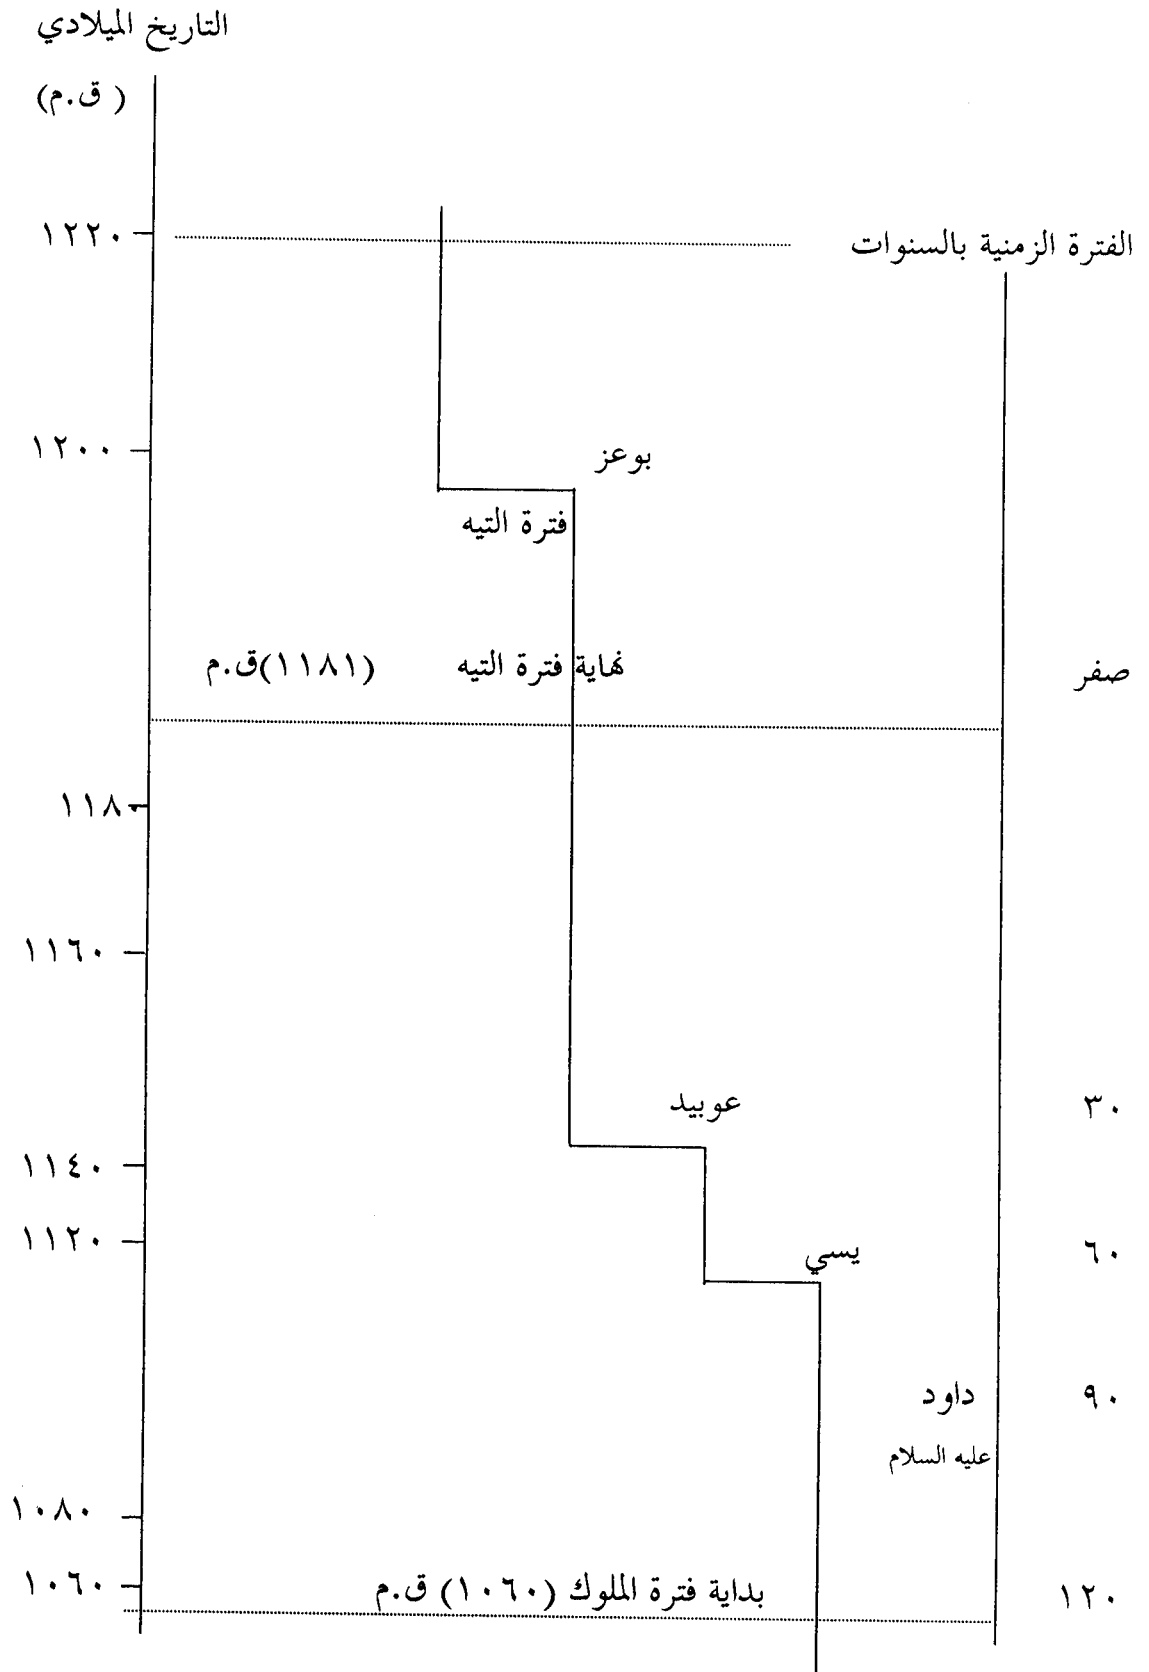 التاريخ الميلادي
(ق.م)
١٢٢٠
الفترة الزمنية بالسنوات
١٢٠٠
بوعز
فترة التيه
صفر
نهاية فترة التيه (١١٨١)ق.م
١١٨٠
١١٦٠
٣٠
عوبيد
١١٤٠
١١٢٠
٦٠
يسي
٩٠
داود
عليه السلام
١٠٨٠
١٢٠
بداية فترة الملوك (١٠٦٠) ق.م
١٠٦٠